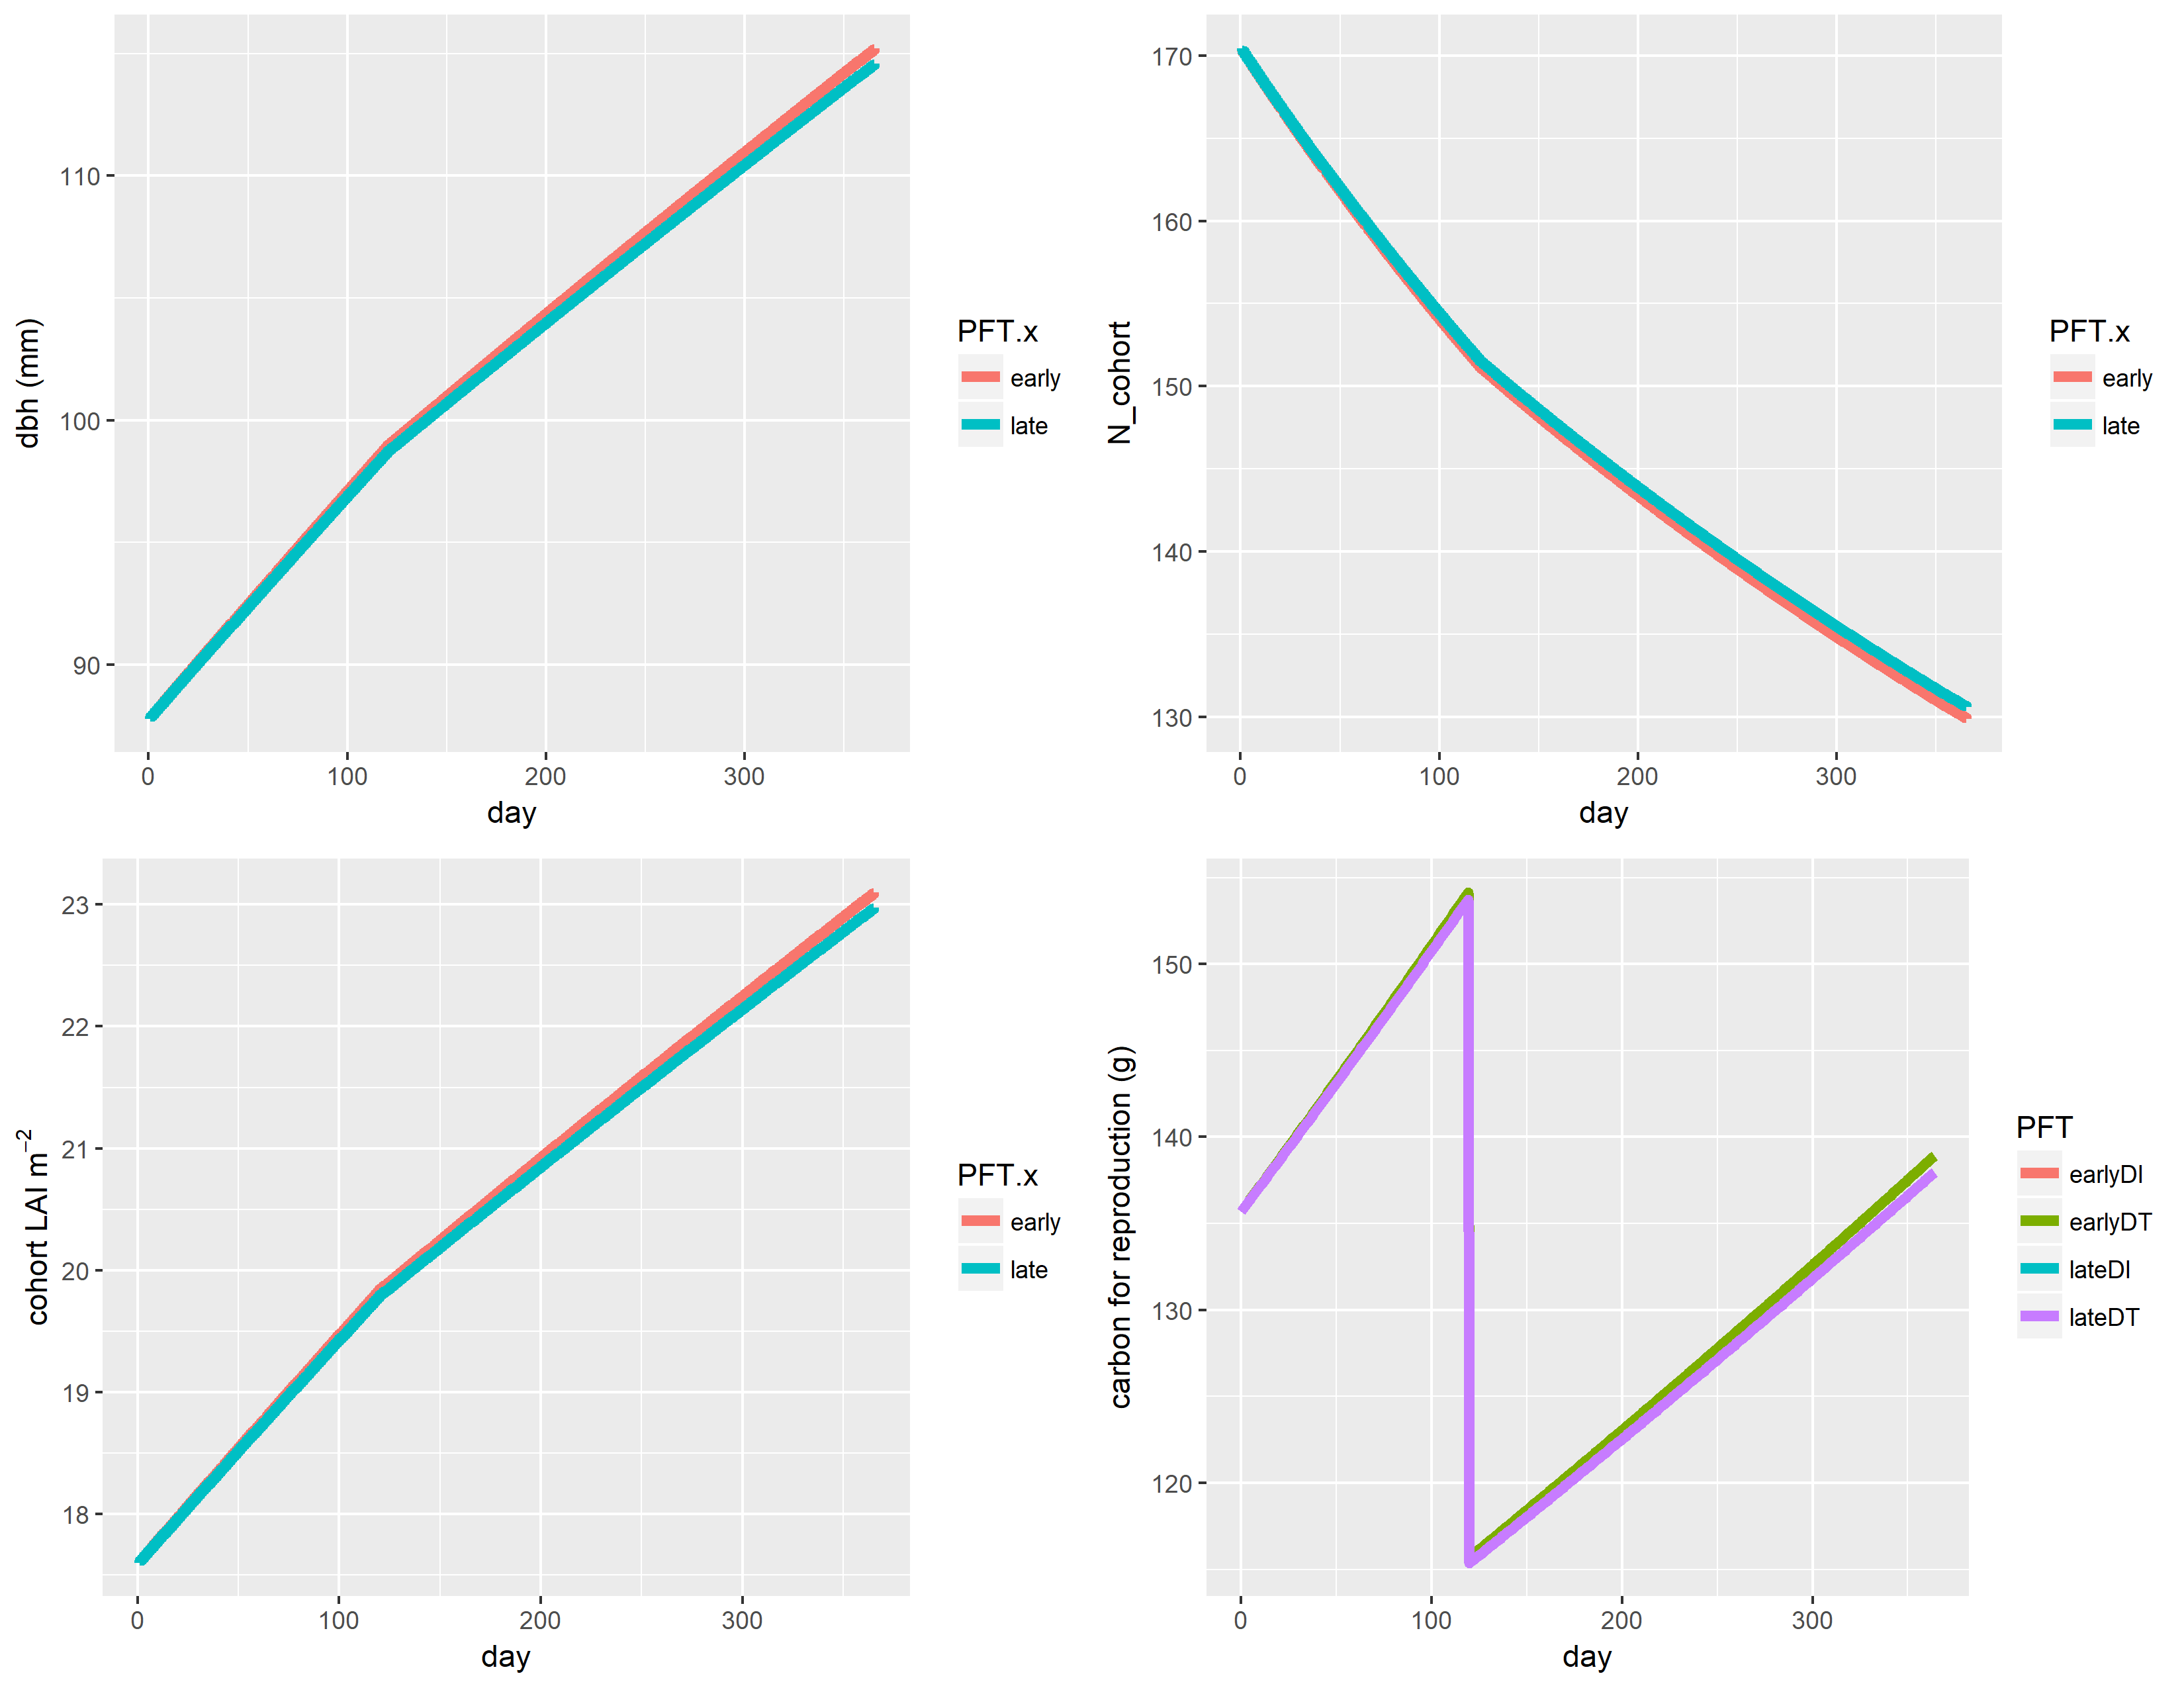 dbh (mm)
110
100
90
0 100 200 300
day
PFT.x
early
late
N_cohort
170
160
150
140
130
0 100 200 300
day
PFT.x
early
late
cohort LAI m⁻²
23
22
21
20
19
18
0 100 200 300
day
PFT.x
early
late
carbon for reproduction (g)
150
140
130
120
0 100 200 300
day
PFT
earlyDI
earlyDT
lateDI
lateDT